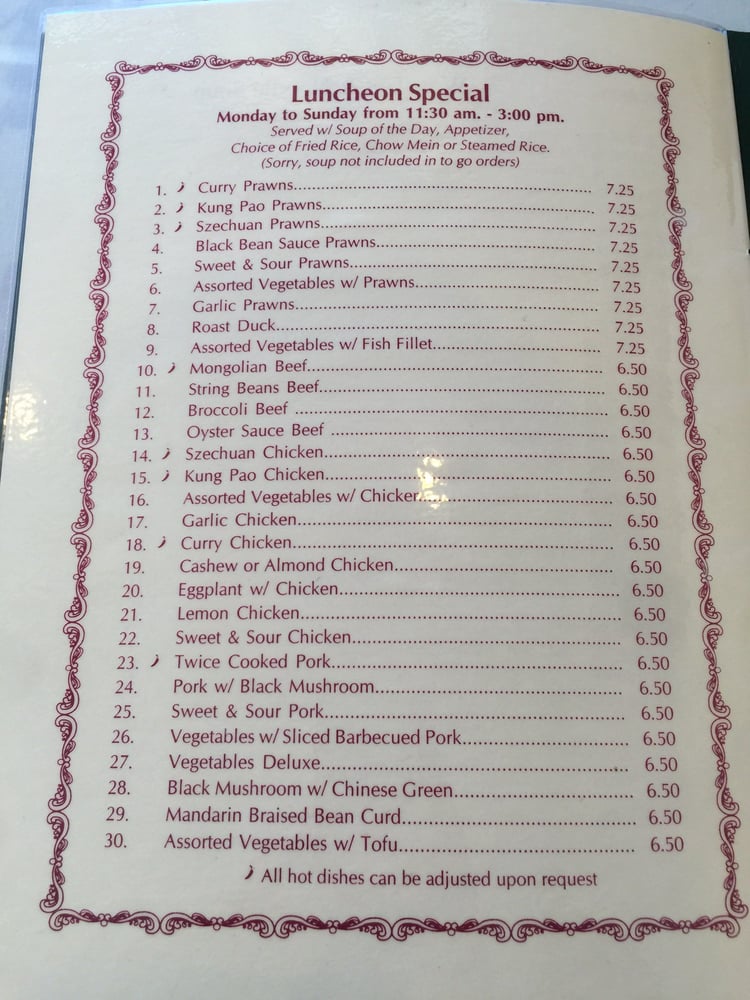 Luncheon Special
Monday to Sunday from 11:30 am. - 3:00 pm.
Served w/ Soup of the Day, Appetizer,
Choice of Fried Rice, Chow Mein or Steamed Rice.
(Sorry, soup not included in to go orders)
1. Curry Prawns 7.25
2. Kung Pao Prawns 7.25
3. Szechuan Prawns 7.25
4. Black Bean Sauce Prawns 7.25
5. Sweet & Sour Prawns 7.25
6. Assorted Vegetables w/ Prawns 7.25
7. Garlic Prawns 7.25
8. Roast Duck 7.25
9. Assorted Vegetables w/ Fish Fillet 7.25
10. Mongolian Beef 6.50
11. String Beans Beef 6.50
12. Broccoli Beef 6.50
13. Oyster Sauce Beef 6.50
14. Szechuan Chicken 6.50
15. Kung Pao Chicken 6.50
16. Assorted Vegetables w/ Chicken 6.50
17. Garlic Chicken 6.50
18. Curry Chicken 6.50
19. Cashew or Almond Chicken 6.50
20. Eggplant w/ Chicken 6.50
21. Lemon Chicken 6.50
22. Sweet & Sour Chicken 6.50
23. Twice Cooked Pork 6.50
24. Pork w/ Black Mushroom 6.50
25. Sweet & Sour Pork 6.50
26. Vegetables w/ Sliced Barbecued Pork 6.50
27. Vegetables Deluxe 6.50
28. Black Mushroom w/ Chinese Green 6.50
29. Mandarin Braised Bean Curd 6.50
30. Assorted Vegetables w/ Tofu 6.50
All hot dishes can be adjusted upon request